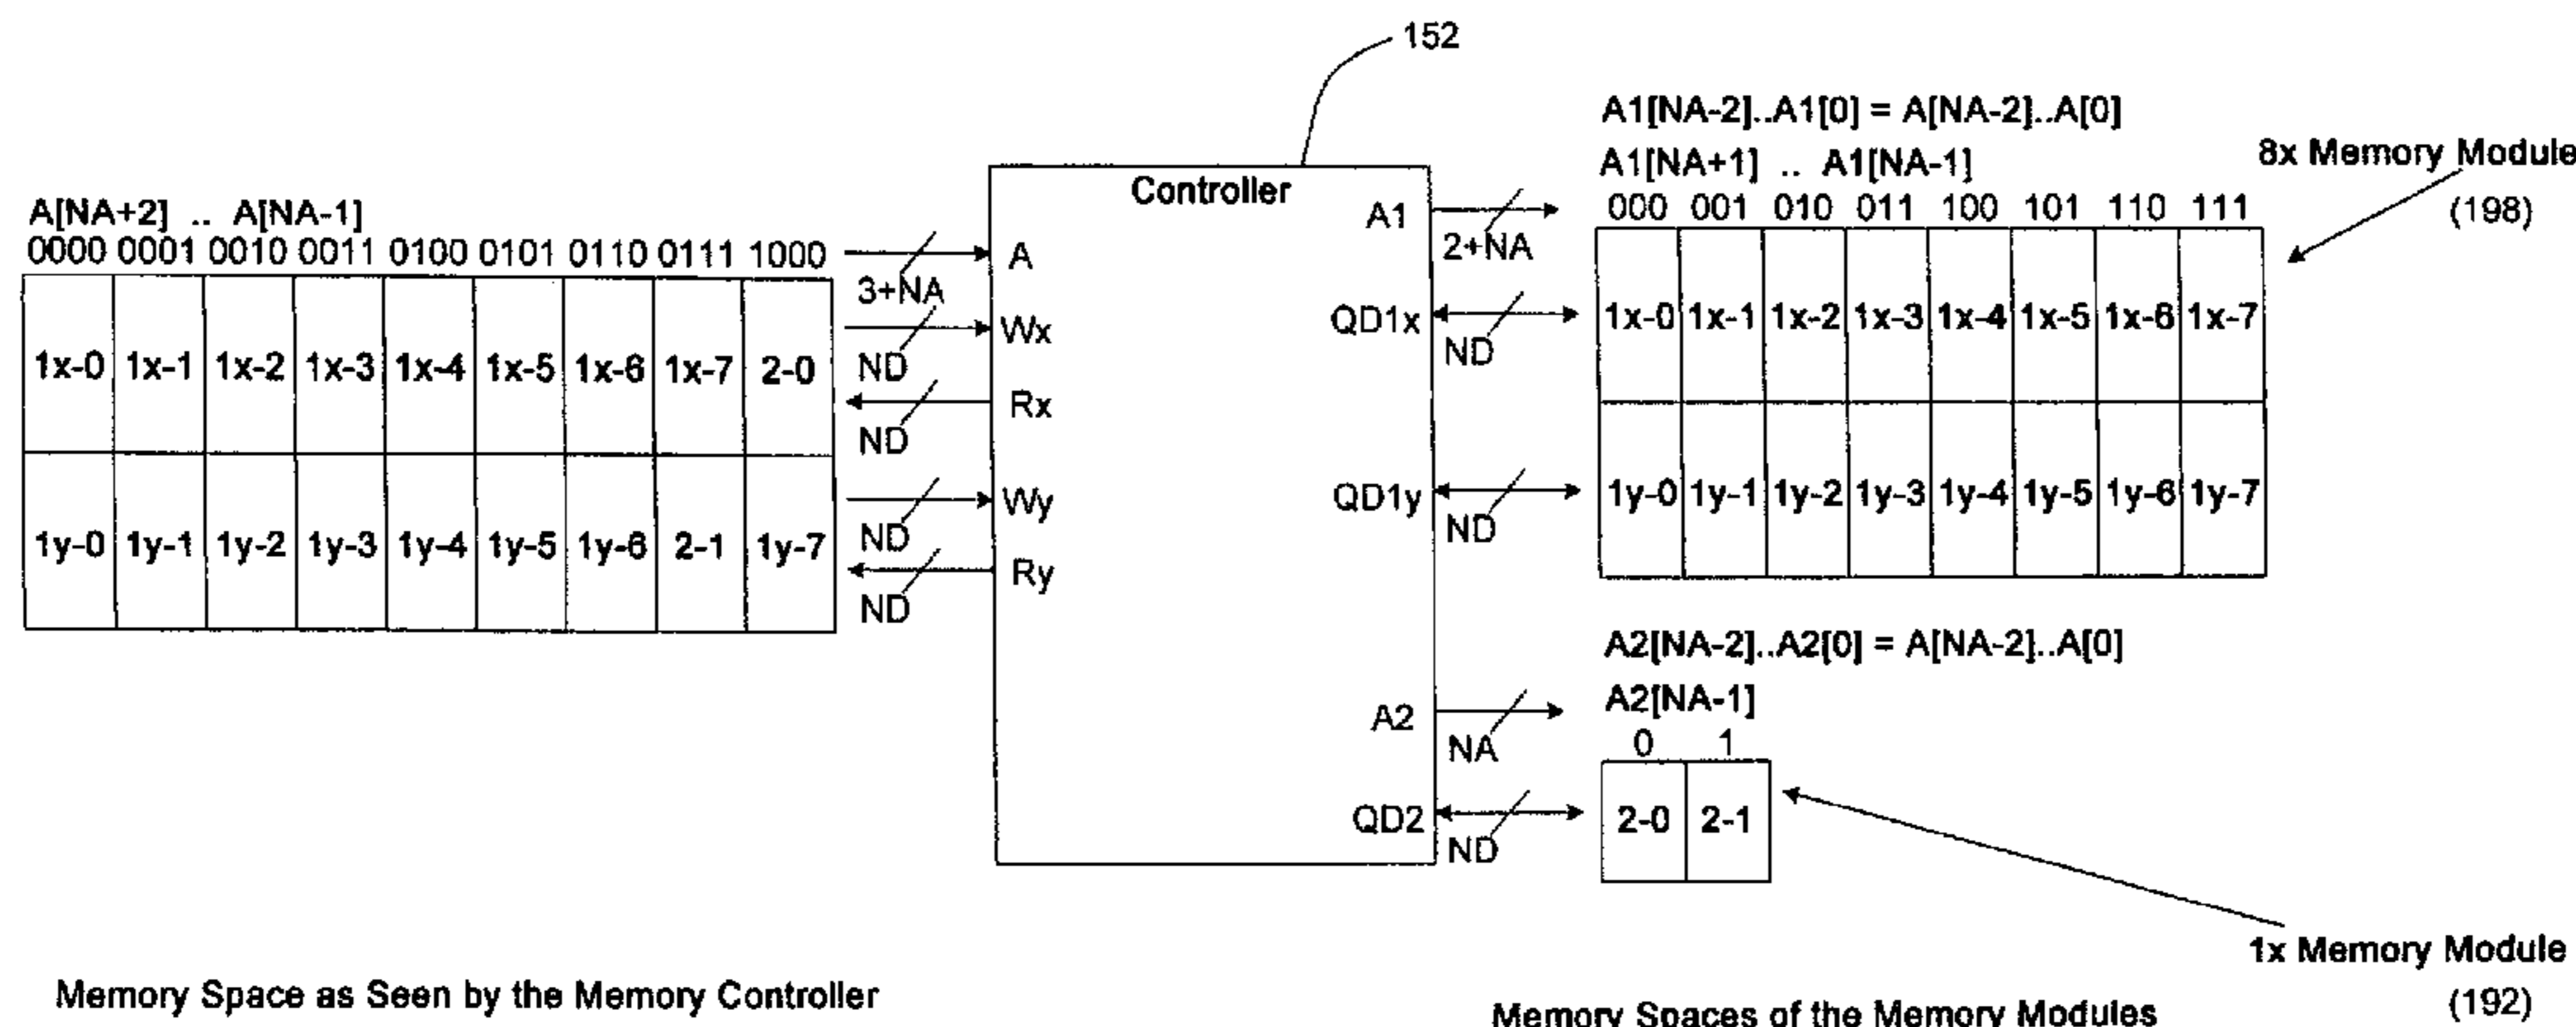 152
A1[NA-2]..A1[0] = A[NA-2]..A[0]
A1[NA+1] .. A1[NA-1]
000 001 010 011 100 101 110 111
8x Memory Module
(198)
A[NA+2] .. A[NA-1]
0000 0001 0010 0011 0100 0101 0110 0111 1000
1x-0 1x-1 1x-2 1x-3 1x-4 1x-5 1x-6 1x-7 2-0
1y-0 1y-1 1y-2 1y-3 1y-4 1y-5 1y-6 2-1 1y-7
3+NA
ND
ND
ND
ND
Controller
A
Wx
Rx
Wy
Ry
A1
QD1x
QD1y
A2
QD2
2+NA
ND
ND
NA
ND
1x-0 1x-1 1x-2 1x-3 1x-4 1x-5 1x-6 1x-7
1y-0 1y-1 1y-2 1y-3 1y-4 1y-5 1y-6 1y-7
A2[NA-2]..A2[0] = A[NA-2]..A[0]
A2[NA-1]
0 1
2-0 2-1
1x Memory Module
(192)
Memory Space as Seen by the Memory Controller
Memory Spaces of the Memory Modules